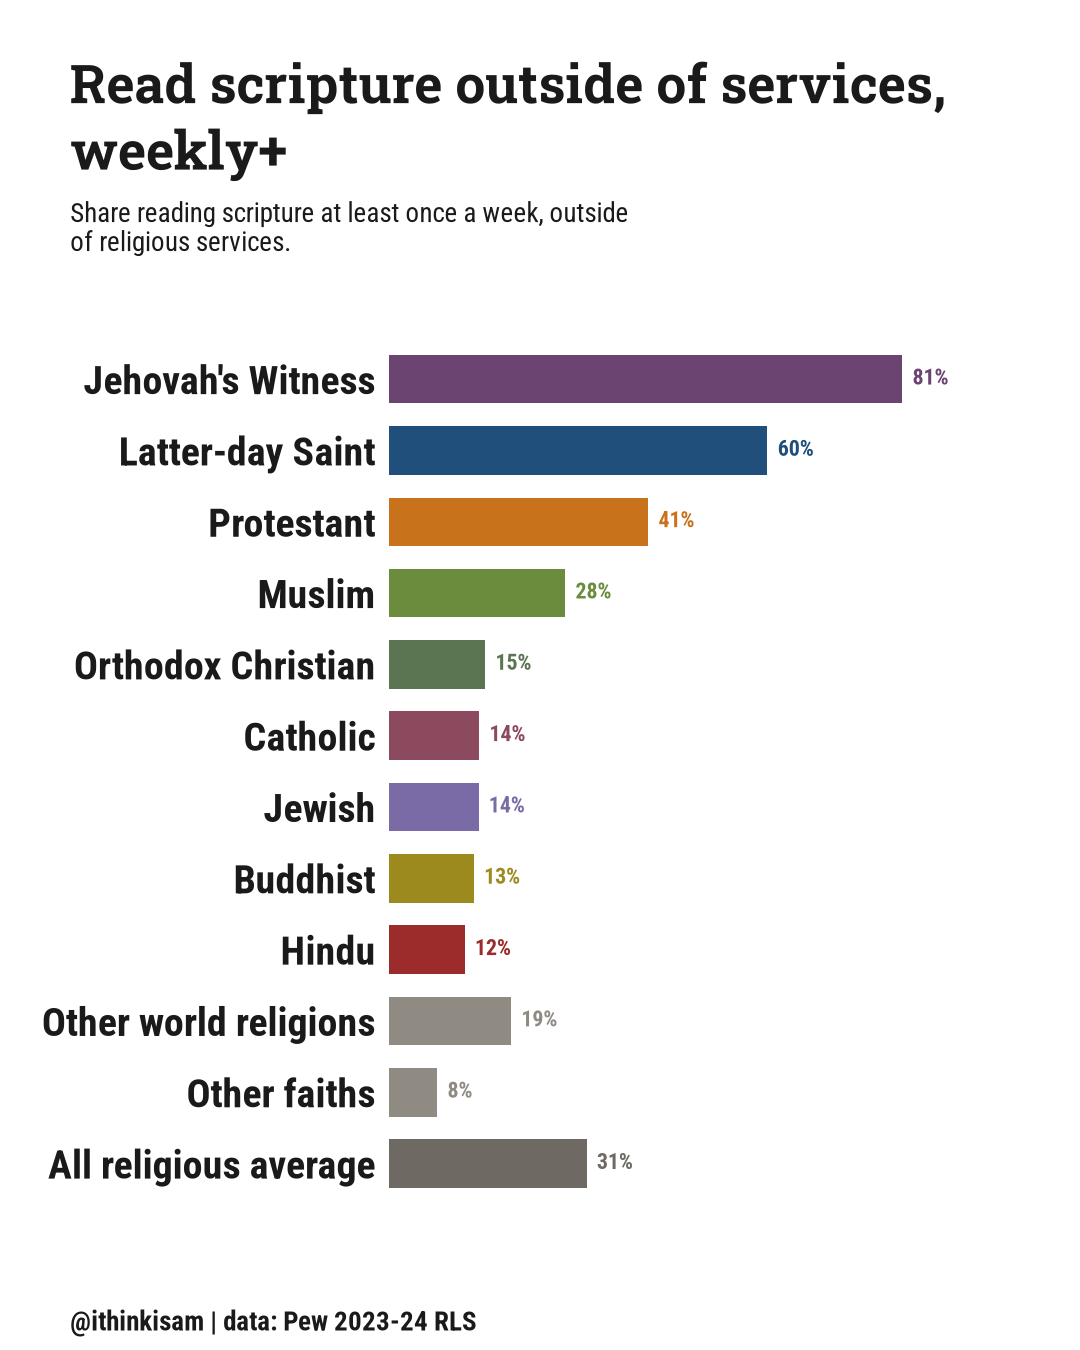 Read scripture outside of services,
weekly+
Share reading scripture at least once a week, outside
of religious services.
Jehovah's Witness 81%
Latter-day Saint 60%
Protestant 41%
Muslim 28%
Orthodox Christian 15%
Catholic 14%
Jewish 14%
Buddhist 13%
Hindu 12%
Other world religions 19%
Other faiths 8%
All religious average 31%
@ithinkisam | data: Pew 2023-24 RLS